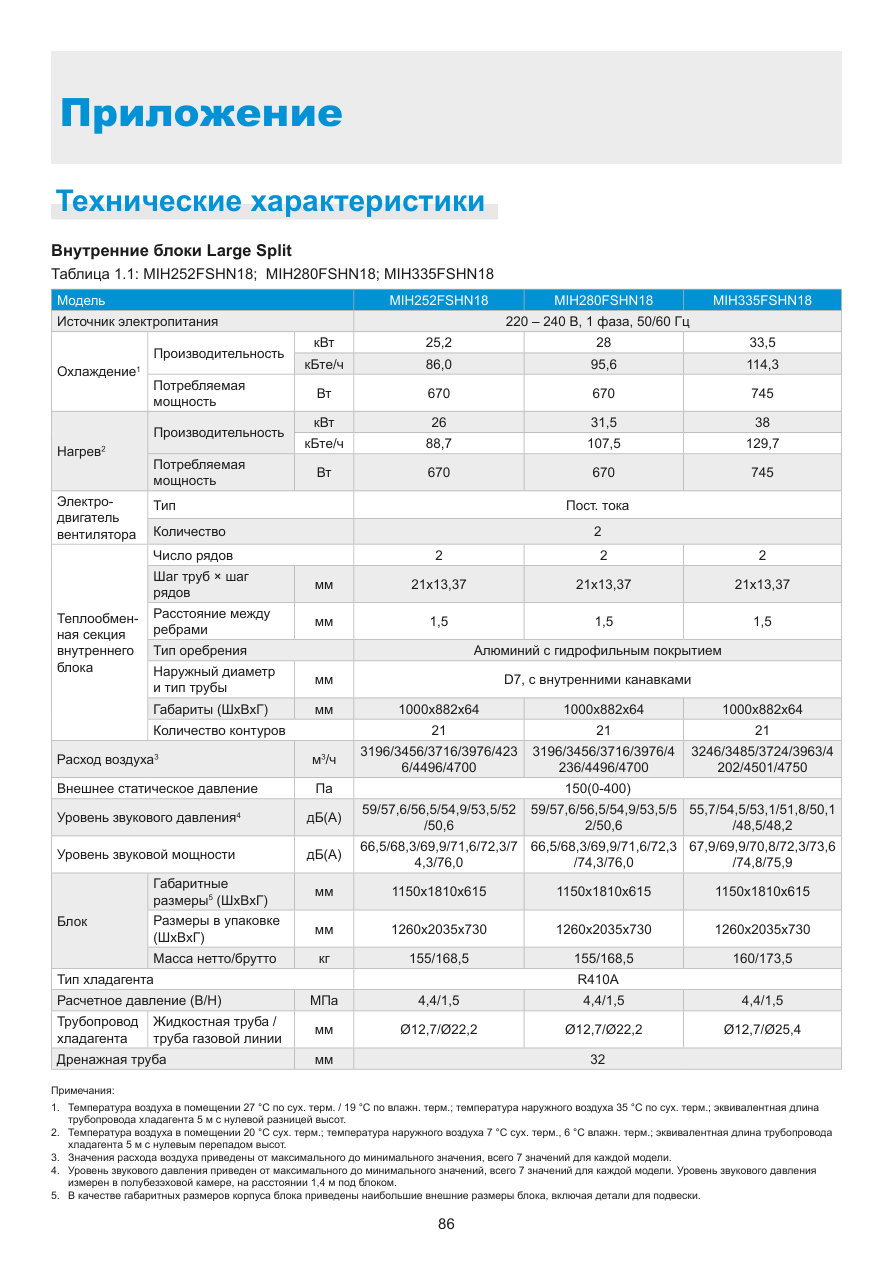 Приложение
Технические характеристики
Внутренние блоки Large Split
Таблица 1.1: MIH252FSHN18; MIH280FSHN18; MIH335FSHN18
Модель MIH252FSHN18 MIH280FSHN18 MIH335FSHN18
Источник электропитания 220 – 240 В, 1 фаза, 50/60 Гц
Охлаждение¹ Производительность кВт 25,2 28 33,5
кБте/ч 86,0 95,6 114,3
Потребляемая
мощность Вт 670 670 745
Нагрев² Производительность кВт 26 31,5 38
кБте/ч 88,7 107,5 129,7
Потребляемая
мощность Вт 670 670 745
Электро-
двигатель
вентилятора Тип Пост. тока
Количество 2
Теплообмен-
ная секция
внутреннего
блока Число рядов 2 2 2
Шаг труб × шаг
рядов мм 21x13,37 21x13,37 21x13,37
Расстояние между
ребрами мм 1,5 1,5 1,5
Тип оребрения Алюминий с гидрофильным покрытием
Наружный диаметр
и тип трубы мм D7, с внутренними канавками
Габариты (ШхВхГ) мм 1000x882x64 1000x882x64 1000x882x64
Количество контуров 21 21 21
Расход воздуха³ м³/ч 3196/3456/3716/3976/423 3196/3456/3716/3976/4 3246/3485/3724/3963/4
6/4496/4700 236/4496/4700 202/4501/4750
Внешнее статическое давление Па 150(0-400)
Уровень звукового давления⁴ дБ(А) 59/57,6/56,5/54,9/53,5/52 59/57,6/56,5/54,9/53,5/5 55,7/54,5/53,1/51,8/50,1
/50,6 2/50,6 /48,5/48,2
Уровень звуковой мощности дБ(А) 66,5/68,3/69,9/71,6/72,3/7 66,5/68,3/69,9/71,6/72,3 67,9/69,9/70,8/72,3/73,6
4,3/76,0 /74,3/76,0 /74,8/75,9
Блок Габаритные
размеры⁵ (ШхВхГ) мм 1150x1810x615 1150x1810x615 1150x1810x615
Размеры в упаковке
(ШхВхГ) мм 1260x2035x730 1260x2035x730 1260x2035x730
Масса нетто/брутто кг 155/168,5 155/168,5 160/173,5
Тип хладагента R410A
Расчетное давление (В/Н) МПа 4,4/1,5 4,4/1,5 4,4/1,5
Трубопровод
хладагента Жидкостная труба /
труба газовой линии мм Ø12,7/Ø22,2 Ø12,7/Ø22,2 Ø12,7/Ø25,4
Дренажная труба мм 32
Примечания:
1. Температура воздуха в помещении 27 °C по сух. терм. / 19 °C по влажн. терм.; температура наружного воздуха 35 °C по сух. терм.; эквивалентная длина
трубопровода хладагента 5 м с нулевой разницей высот.
2. Температура воздуха в помещении 20 °C сух. терм.; температура наружного воздуха 7 °C сух. терм., 6 °C влажн. терм.; эквивалентная длина трубопровода
хладагента 5 м с нулевым перепадом высот.
3. Значения расхода воздуха приведены от максимального до минимального значения, всего 7 значений для каждой модели.
4. Уровень звукового давления приведен от максимального до минимального значений, всего 7 значений для каждой модели. Уровень звукового давления
измерен в полубезэховой камере, на расстоянии 1,4 м под блоком.
5. В качестве габаритных размеров корпуса блока приведены наибольшие внешние размеры блока, включая детали для подвески.
86